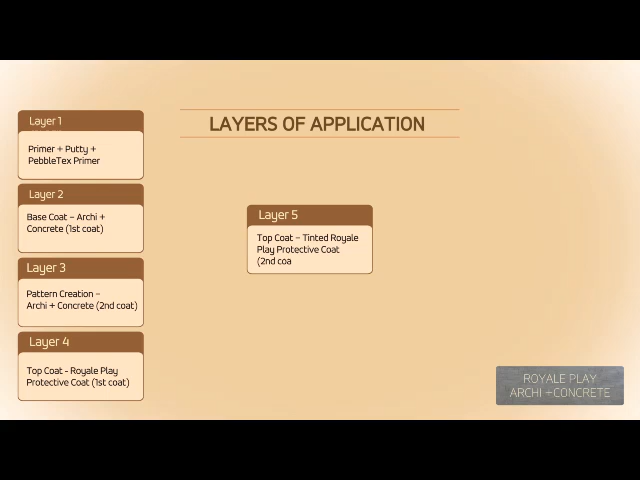 LAYERS OF APPLICATION
Layer 1
Primer + Putty +
PebbleTex Primer
Layer 2
Base Coat - Archi +
Concrete (1st coat)
Layer 3
Pattern Creation -
Archi + Concrete (2nd coat)
Layer 4
Top Coat - Royale Play
Protective Coat (1st coat)
Layer 5
Top Coat - Tinted Royale
Play Protective Coat
(2nd coa
ROYALE PLAY
ARCHI +CONCRETE